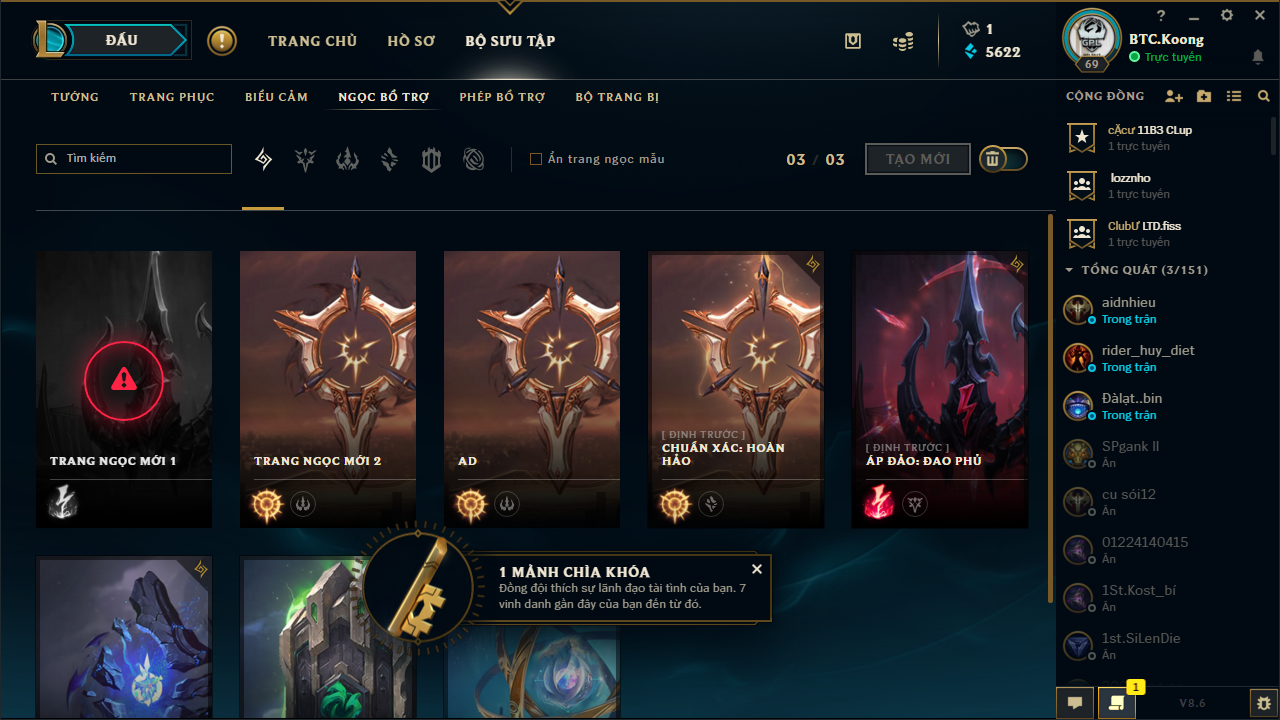 ĐẤU
TRANG CHỦ
HỒ SƠ
BỘ SƯU TẬP
1
5622
?
BTC.Koong
Trực tuyến
GPL
69
TƯỚNG
TRANG PHỤC
BIỂU CẢM
NGỌC BỔ TRỢ
PHÉP BỔ TRỢ
BỘ TRANG BỊ
CỘNG ĐỒNG
Tìm kiếm
Ẩn trang ngọc mẫu
03 / 03
TẠO MỚI
cẶcư 11B3 CLup
1 trực tuyến
lozznho
1 trực tuyến
ClubƯ LTD.fiss
1 trực tuyến
TỔNG QUÁT (3/151)
aidnhieu
Trong trận
rider_huy_diet
Trong trận
Đàlạt..bin
Trong trận
SPgank II
Ẩn
cu sói12
Ẩn
01224140415
Ẩn
1St.Kost_bí
Ẩn
1st.SiLenDie
Ẩn
TRANG NGỌC MỚI 1
TRANG NGỌC MỚI 2
AD
[ ĐỊNH TRƯỚC ]
CHUẨN XÁC: HOÀN
HẢO
[ ĐỊNH TRƯỚC ]
ÁP ĐẢO: ĐAO PHỦ
1 MẢNH CHÌA KHÓA
Đồng đội thích sự lãnh đạo tài tình của bạn. 7
vinh danh gần đây của bạn đến từ đó.
1
V8.6